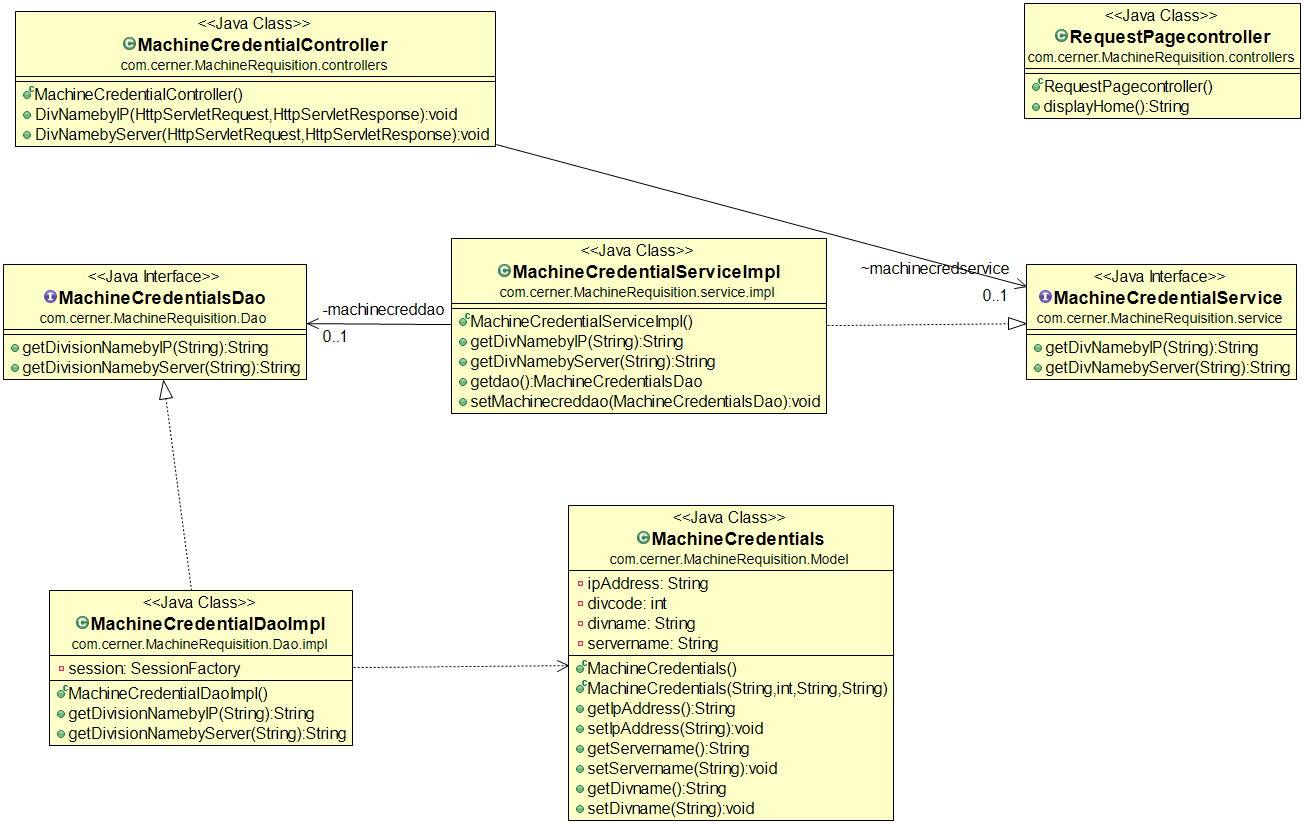 <<Java Class>>
MachineCredentialController
com.cerner.MachineRequisition.controllers
MachineCredentialController()
DivNamebyIP(HttpServletRequest,HttpServletResponse):void
DivNamebyServer(HttpServletRequest,HttpServletResponse):void
<<Java Class>>
RequestPagecontroller
com.cerner.MachineRequisition.controllers
RequestPagecontroller()
displayHome():String
<<Java Interface>>
MachineCredentialsDao
com.cerner.MachineRequisition.Dao
getDivisionNamebyIP(String):String
getDivisionNamebyServer(String):String
-machinecreddao
0..1
<<Java Class>>
MachineCredentialServiceImpl
com.cerner.MachineRequisition.service.impl
MachineCredentialServiceImpl()
getDivNamebyIP(String):String
getDivNamebyServer(String):String
getdao():MachineCredentialsDao
setMachinecreddao(MachineCredentialsDao):void
~machinecredservice
0..1
<<Java Interface>>
MachineCredentialService
com.cerner.MachineRequisition.service
getDivNamebyIP(String):String
getDivNamebyServer(String):String
<<Java Class>>
MachineCredentialDaoImpl
com.cerner.MachineRequisition.Dao.impl
session: SessionFactory
MachineCredentialDaoImpl()
getDivisionNamebyIP(String):String
getDivisionNamebyServer(String):String
<<Java Class>>
MachineCredentials
com.cerner.MachineRequisition.Model
ipAddress: String
divcode: int
divname: String
servername: String
MachineCredentials()
MachineCredentials(String,int,String,String)
getIpAddress():String
setIpAddress(String):void
getServername():String
setServername(String):void
getDivname():String
setDivname(String):void